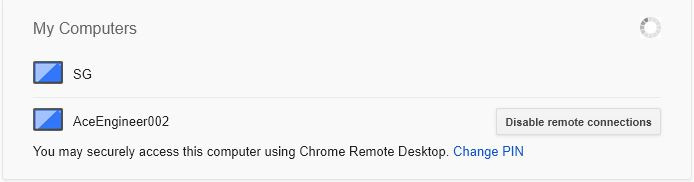 My Computers
SG
AceEngineer002
Disable remote connections
You may securely access this computer using Chrome Remote Desktop. Change PIN